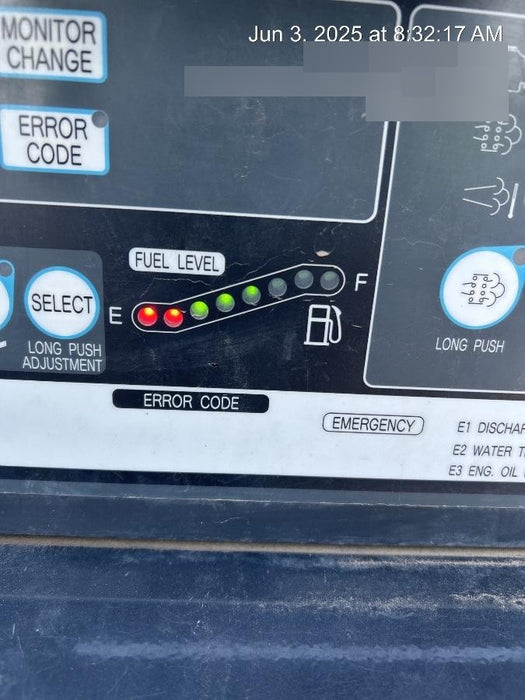 Jun 3, 2025 at 8:32:17 AM
MONITOR
CHANGE
ERROR
CODE
FUEL LEVEL
SELECT
E
F
LONG PUSH
ADJUSTMENT
LONG PUSH
ERROR CODE
EMERGENCY
E1
E2 WATER
E3 ENG. OIL